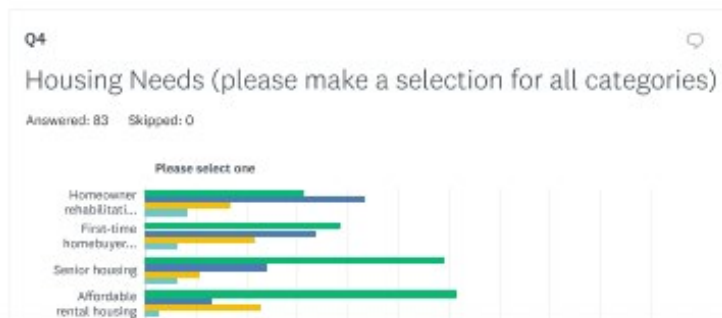 Q4
Housing Needs (please make a selection for all categories)
Answered: 83 Skipped: 0
Please select one
Homeowner
rehabilitati...
First-time
homebuyer...
Senior housing
Affordable
rental housing